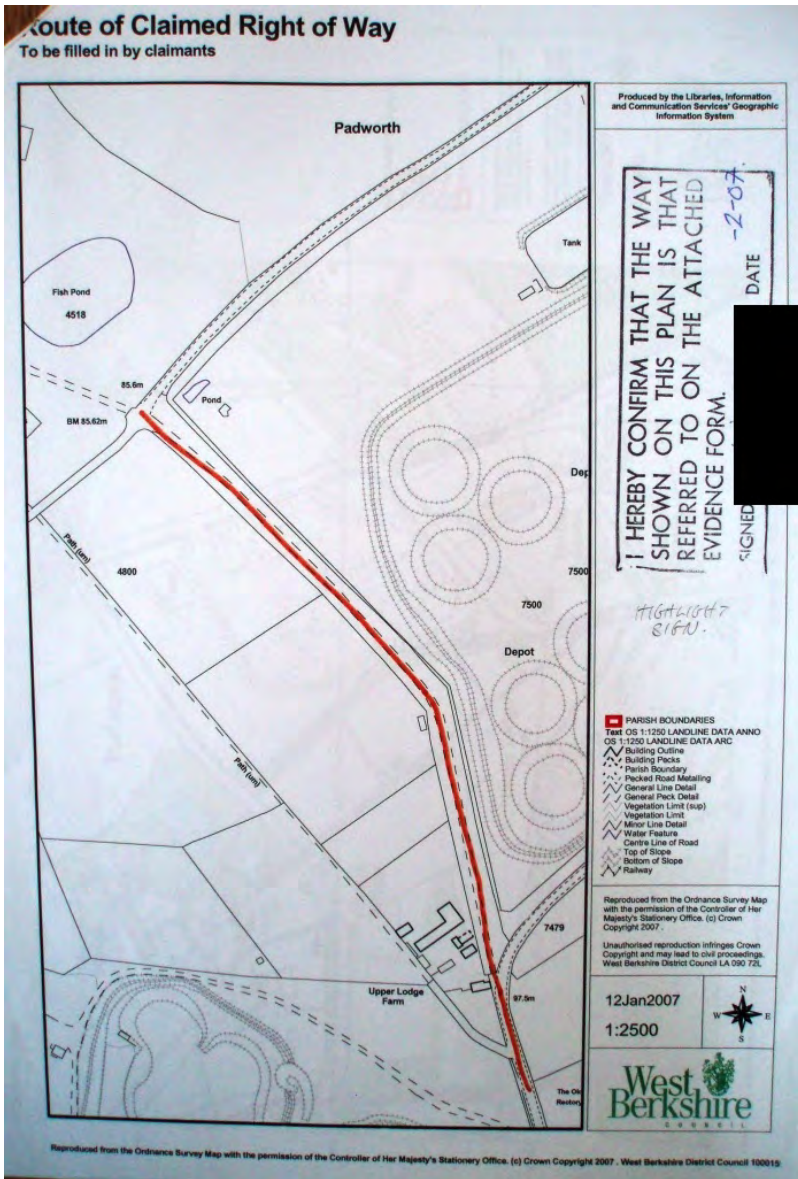 Route of Claimed Right of Way
To be filled in by claimants
Padworth
Tank
Fish Pond
4518
85.6m
Pond
BM 85.62m
Path (um)
4800
Dep
7500
7500
Depot
Path (um)
7479
Upper Lodge
Farm
97.5m
The Ol
Rectory
Produced by the Libraries, Information
and Communication Services' Geographic
Information System
I HEREBY CONFIRM THAT THE WAY
SHOWN ON THIS PLAN IS THAT
REFERRED TO ON THE ATTACHED
EVIDENCE FORM.
SIGNED
DATE
-2-07.
HIGHLIGHT
SIGN.
PARISH BOUNDARIES
Text OS 1:1250 LANDLINE DATA ANNO
OS 1:1250 LANDLINE DATA ARC
Building Outline
Building Pecks
Parish Boundary
Pecked Road Metalling
General Line Detail
General Peck Detail
Vegetation Limit (sup)
Vegetation Limit
Minor Line Detail
Water Feature
Centre Line of Road
Top of Slope
Bottom of Slope
Railway
Reproduced from the Ordnance Survey Map
with the permission of the Controller of Her
Majesty's Stationery Office. (c) Crown
Copyright 2007 .
Unauthorised reproduction infringes Crown
Copyright and may lead to civil proceedings.
West Berkshire District Council LA 090 72L
12Jan2007
1:2500
N
W
E
S
West
Berkshire
COUNCIL
Reproduced from the Ordnance Survey Map with the permission of the Controller of Her Majesty's Stationery Office. (c) Crown Copyright 2007 . West Berkshire District Council 100015